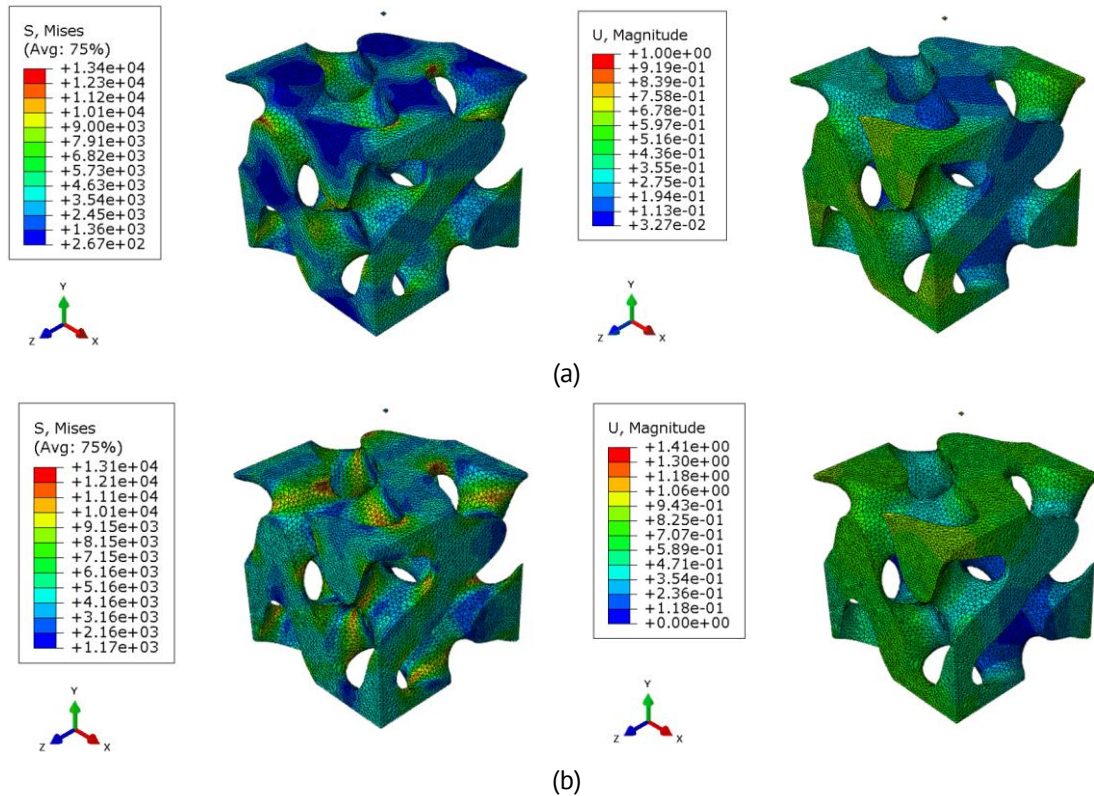 S, Mises
(Avg: 75%)
+1.34e+04
+1.23e+04
+1.12e+04
+1.01e+04
+9.00e+03
+7.91e+03
+6.82e+03
+5.73e+03
+4.63e+03
+3.54e+03
+2.45e+03
+1.36e+03
+2.67e+02
Y
Z
X
U, Magnitude
+1.00e+00
+9.19e-01
+8.39e-01
+7.58e-01
+6.78e-01
+5.97e-01
+5.16e-01
+4.36e-01
+3.55e-01
+2.75e-01
+1.94e-01
+1.13e-01
+3.27e-02
Y
Z
X
(a)
S, Mises
(Avg: 75%)
+1.31e+04
+1.21e+04
+1.11e+04
+1.01e+04
+9.15e+03
+8.15e+03
+7.15e+03
+6.16e+03
+5.16e+03
+4.16e+03
+3.16e+03
+2.16e+03
+1.17e+03
Y
Z
X
U, Magnitude
+1.41e+00
+1.30e+00
+1.18e+00
+1.06e+00
+9.43e-01
+8.25e-01
+7.07e-01
+5.89e-01
+4.71e-01
+3.54e-01
+2.36e-01
+1.18e-01
+0.00e+00
Y
Z
X
(b)